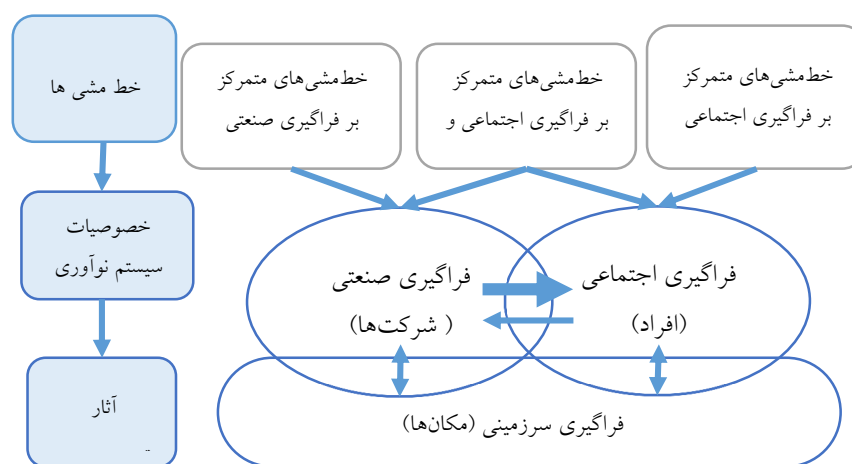 خط مشی ها
خط‌مشی‌های متمرکز
بر فراگیری اجتماعی
خط‌مشی‌های متمرکز
بر فراگیری اجتماعی و
خط‌مشی‌های متمرکز
بر فراگیری صنعتی
خصوصیات
سیستم نوآوری
فراگیری اجتماعی
(افراد)
فراگیری صنعتی
( شرکت‌ها)
آثار
فراگیری سرزمینی (مکان‌ها)